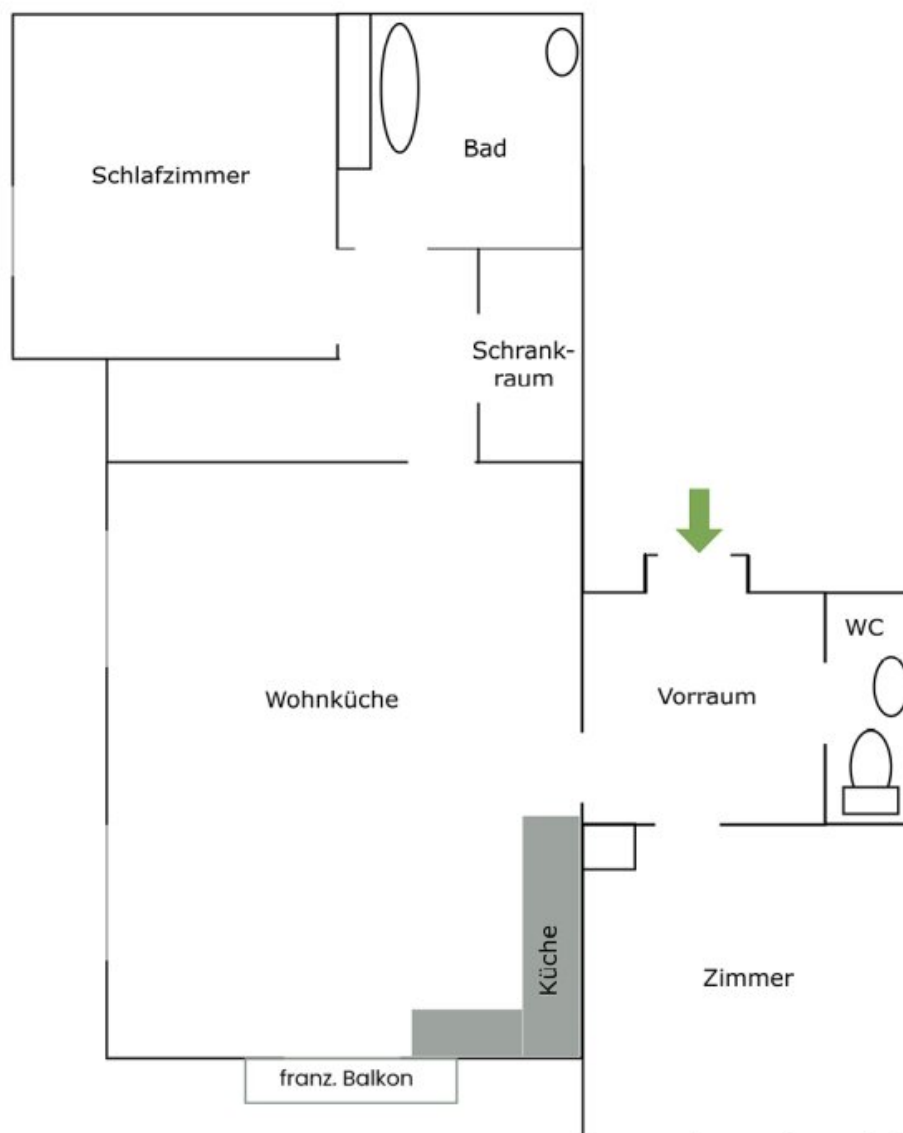 Bad
Schlafzimmer
Schrank-
raum
WC
Vorraum
Wohnküche
Küche
Zimmer
franz. Balkon